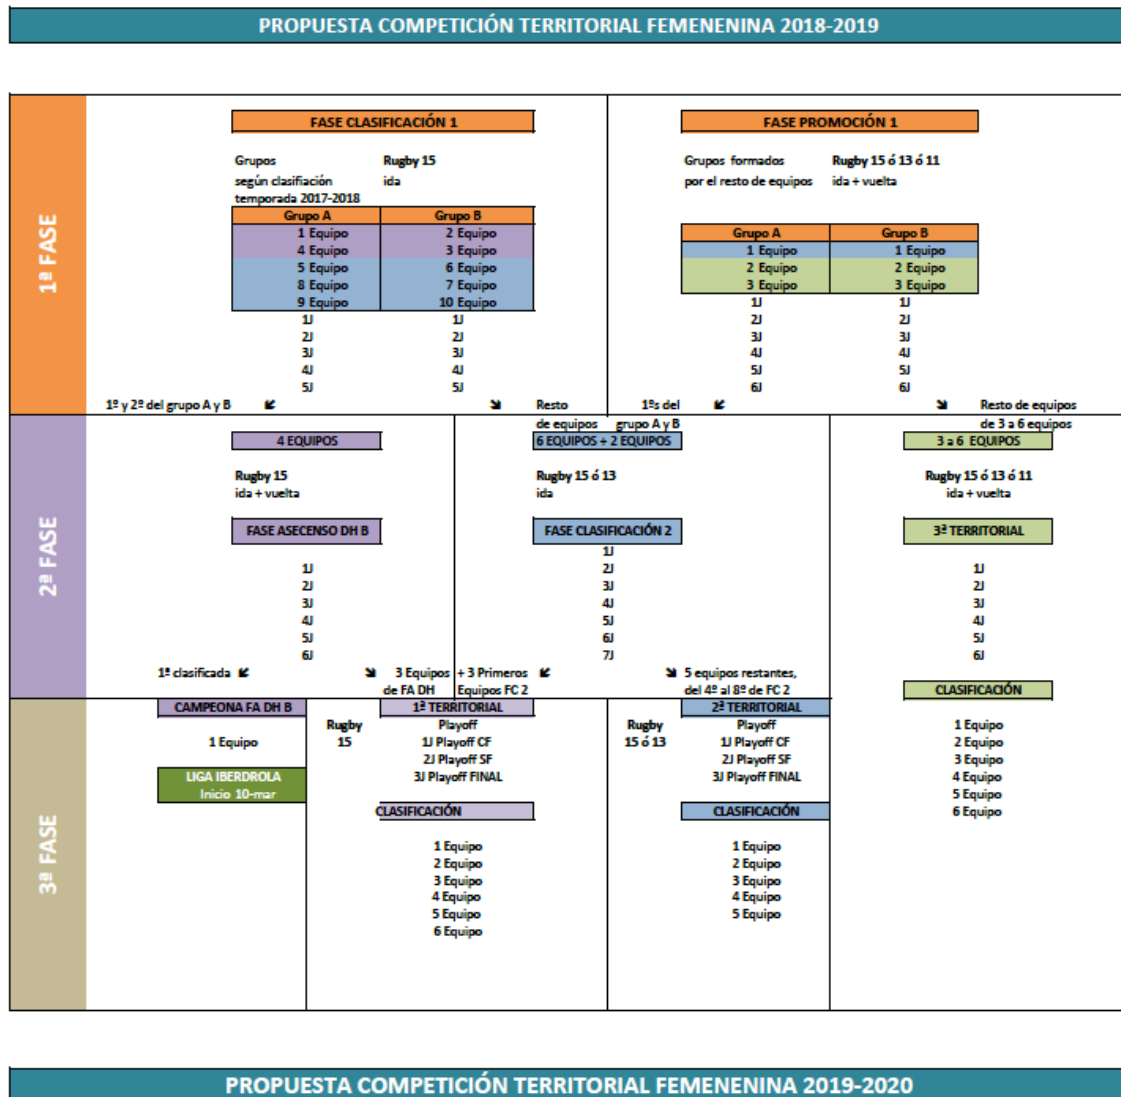 PROPUESTA COMPETICIÓN TERRITORIAL FEMENENINA 2018-2019
1ª FASE
FASE CLASIFICACIÓN 1
Grupos Rugby 15
según clasifiación ida
temporada 2017-2018
Grupo A Grupo B
1 Equipo 2 Equipo
4 Equipo 3 Equipo
5 Equipo 6 Equipo
8 Equipo 7 Equipo
9 Equipo 10 Equipo
1J 1J
2J 2J
3J 3J
4J 4J
5J 5J
1º y 2º del grupo A y B
Resto
de equipos
FASE PROMOCIÓN 1
Grupos formados Rugby 15 ó 13 ó 11
por el resto de equipos ida + vuelta
Grupo A Grupo B
1 Equipo 1 Equipo
2 Equipo 2 Equipo
3 Equipo 3 Equipo
1J 1J
2J 2J
3J 3J
4J 4J
5J 5J
6J 6J
1ºs del
grupo A y B
Resto de equipos
de 3 a 6 equipos
2ª FASE
4 EQUIPOS
Rugby 15
ida + vuelta
FASE ASECENSO DH B
1J
2J
3J
4J
5J
6J
1ª clasificada
3 Equipos
de FA DH
6 EQUIPOS + 2 EQUIPOS
Rugby 15 ó 13
ida
FASE CLASIFICACIÓN 2
1J
2J
3J
4J
5J
6J
7J
+ 3 Primeros
Equipos FC 2
5 equipos restantes,
del 4º al 8º de FC 2
3 a 6 EQUIPOS
Rugby 15 ó 13 ó 11
ida + vuelta
3ª TERRITORIAL
1J
2J
3J
4J
5J
6J
CLASIFICACIÓN
1 Equipo
2 Equipo
3 Equipo
4 Equipo
5 Equipo
6 Equipo
3ª FASE
CAMPEONA FA DH B
1 Equipo
LIGA IBERDROLA
Inicio 10-mar
Rugby
15
1ª TERRITORIAL
Playoff
1J Playoff CF
2J Playoff SF
3J Playoff FINAL
CLASIFICACIÓN
1 Equipo
2 Equipo
3 Equipo
4 Equipo
5 Equipo
6 Equipo
Rugby
15 ó 13
2ª TERRITORIAL
Playoff
1J Playoff CF
2J Playoff SF
3J Playoff FINAL
CLASIFICACIÓN
1 Equipo
2 Equipo
3 Equipo
4 Equipo
5 Equipo
PROPUESTA COMPETICIÓN TERRITORIAL FEMENENINA 2019-2020